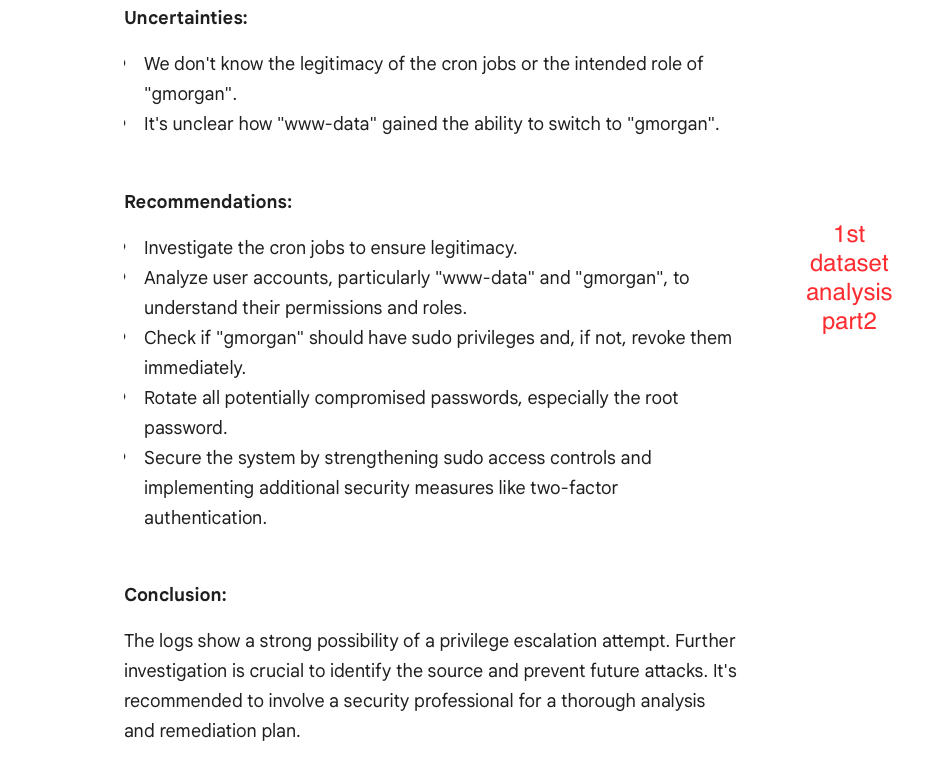 Uncertainties:
We don't know the legitimacy of the cron jobs or the intended role of
"gmorgan".
It's unclear how "www-data" gained the ability to switch to "gmorgan".
Recommendations:
Investigate the cron jobs to ensure legitimacy.
Analyze user accounts, particularly "www-data" and "gmorgan", to
understand their permissions and roles.
Check if "gmorgan" should have sudo privileges and, if not, revoke them
immediately.
Rotate all potentially compromised passwords, especially the root
password.
Secure the system by strengthening sudo access controls and
implementing additional security measures like two-factor
authentication.
Conclusion:
The logs show a strong possibility of a privilege escalation attempt. Further
investigation is crucial to identify the source and prevent future attacks. It's
recommended to involve a security professional for a thorough analysis
and remediation plan.
1st
dataset
analysis
part2